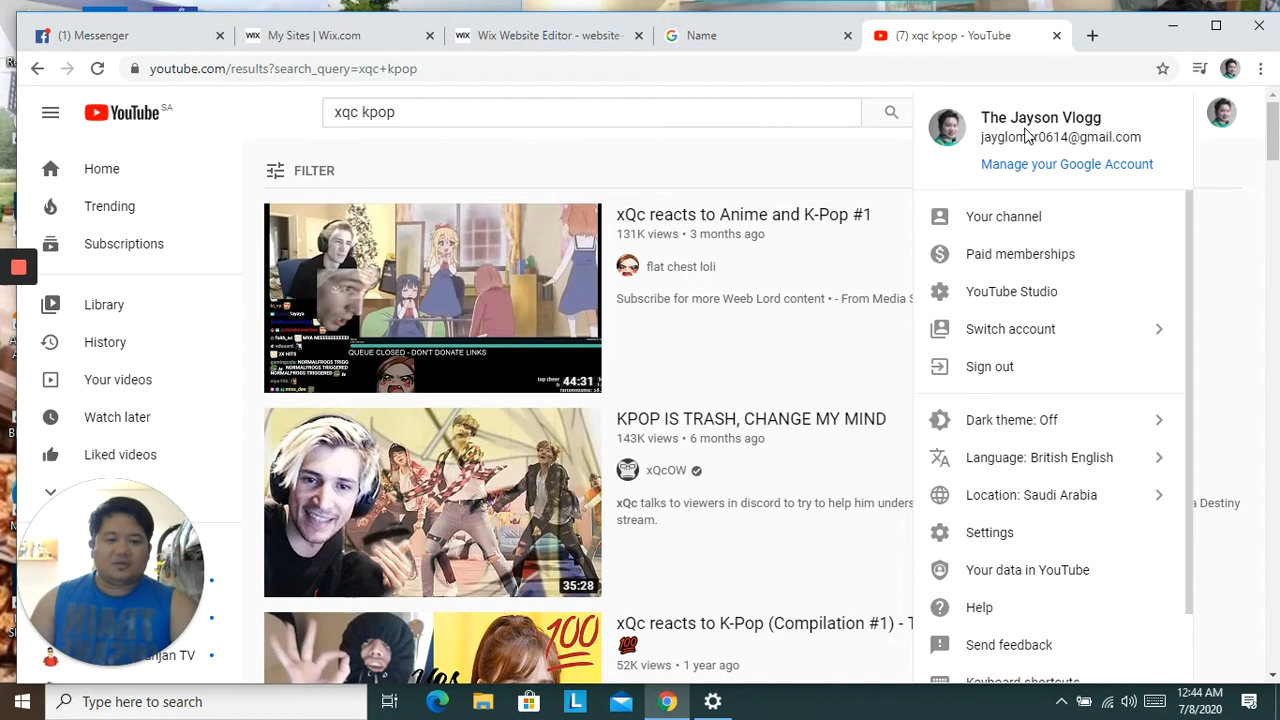 (1) Messenger
My Sites | Wix.com
Wix Website Editor - website-
Name
(7) xqc kpop - YouTube
youtube.com/results?search_query=xqc+kpop
YouTube SA
xqc kpop
The Jayson Vlogg
Manage your Google Account
Home
Trending
Subscriptions
Library
History
Your videos
Watch later
Liked videos
anjan TV
FILTER
xQc reacts to Anime and K-Pop #1
131K views • 3 months ago
flat chest loli
Subscribe for more Weeb Lord content • - From Media S
QUEUE CLOSED - DON'T DONATE LINKS
44:31
KPOP IS TRASH, CHANGE MY MIND
143K views • 6 months ago
xQcOW
xQc talks to viewers in discord to try to help him unders
a Destiny
stream.
35:28
xQc reacts to K-Pop (Compilation #1) - T
💯
52K views • 1 year ago
100
Your channel
Paid memberships
YouTube Studio
Switch account
Sign out
Dark theme: Off
Language: British English
Location: Saudi Arabia
Settings
Your data in YouTube
Help
Send feedback
Keyboard shortcuts
Type here to search
12:44 AM
7/8/2020